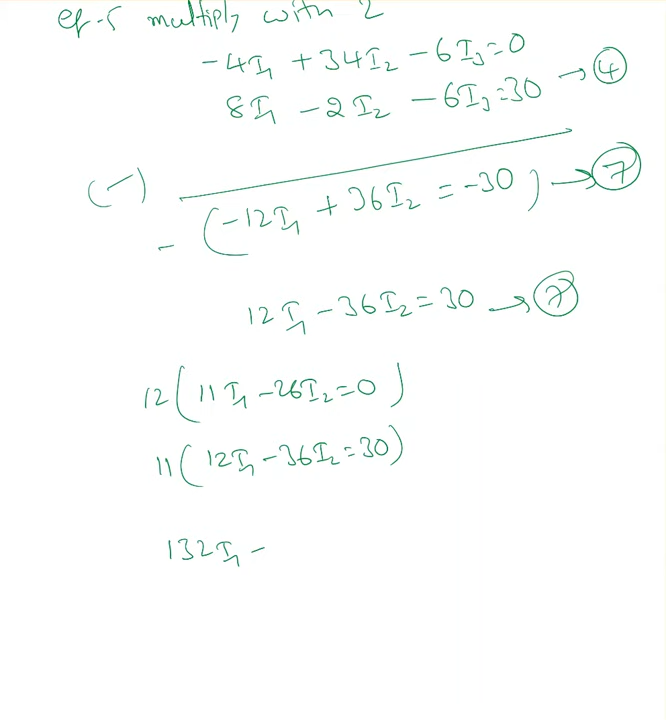 eq-5 multiply with 2
-4I₁ + 34I₂ - 6I₃ = 0
8I₁ - 2I₂ - 6I₃ = 30 → ④
(-)
- (-12I₁ + 36I₂ = -30) → ⑦
12I₁ - 36I₂ = 30 → ⑦
12(11I₁ - 26I₂ = 0)
11(12I₁ - 36I₂ = 30)
132I₁ -